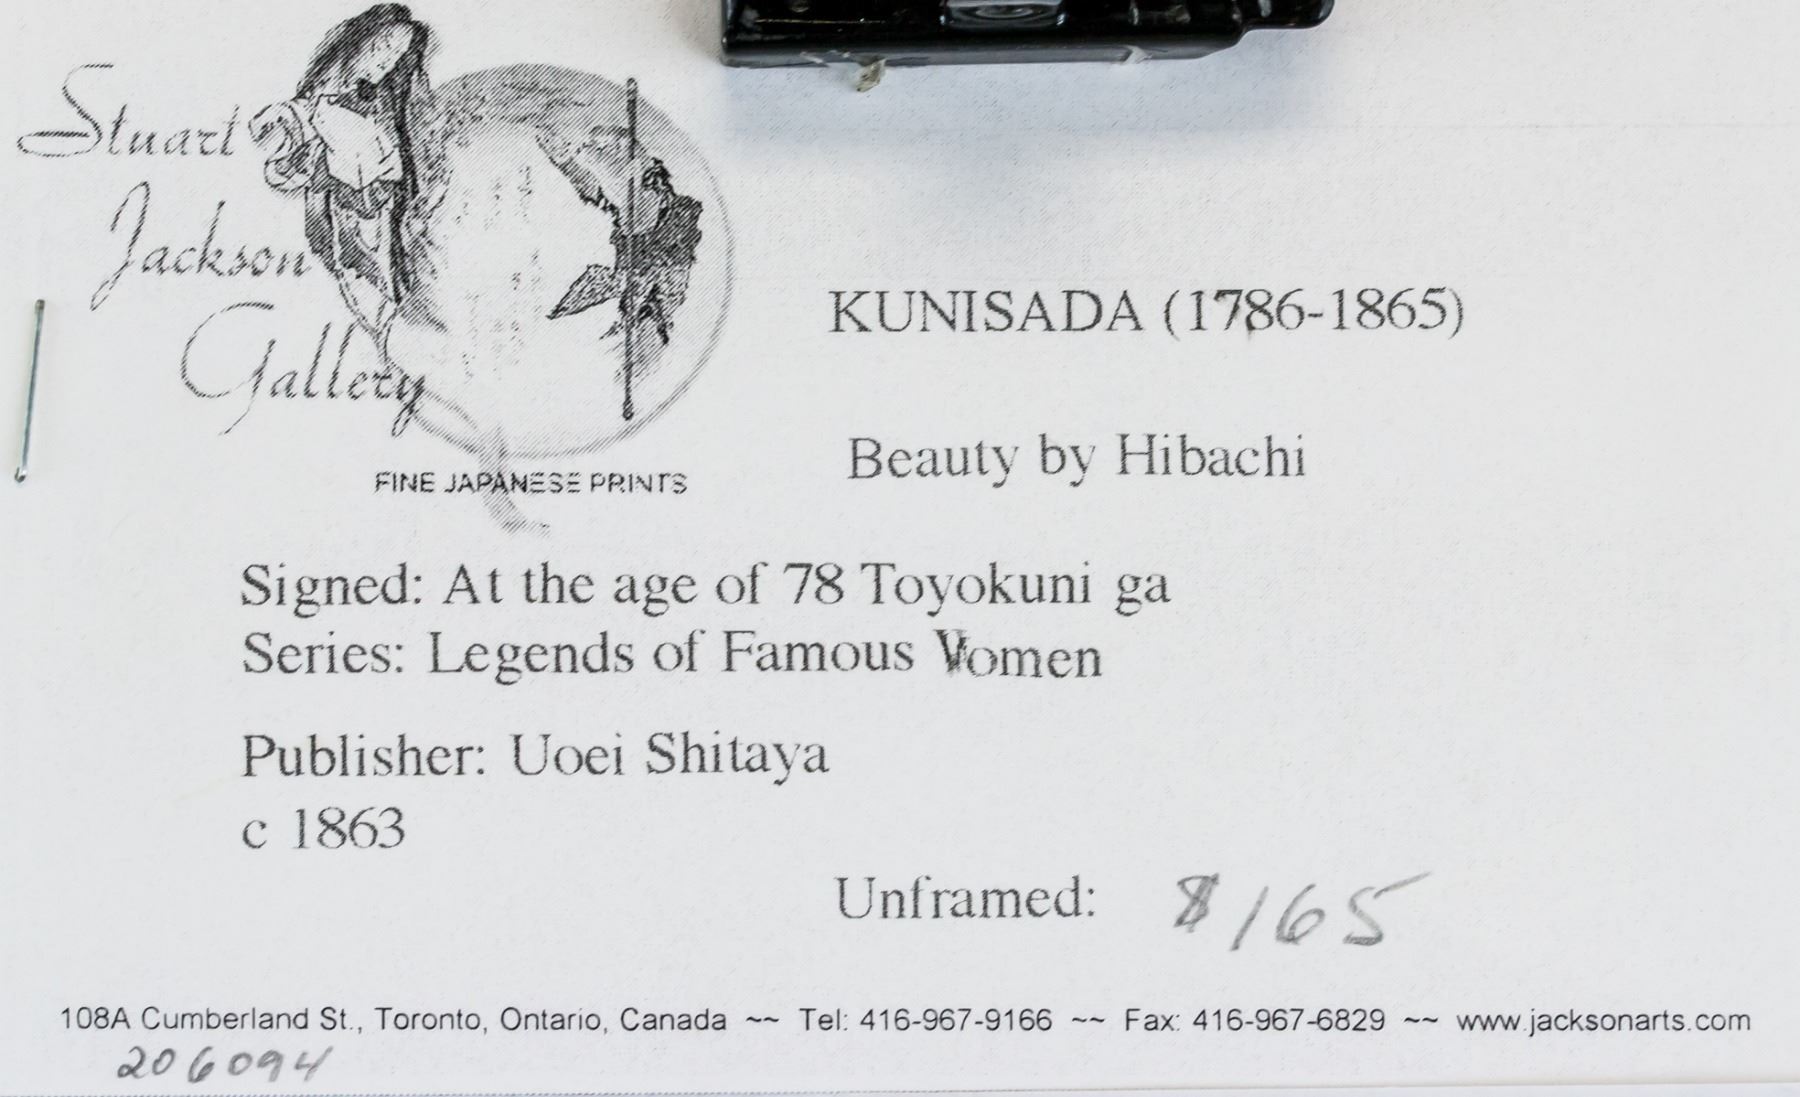 Stuart
Jackson
Gallery
FINE JAPANESE PRINTS
KUNISADA (1786-1865)
Beauty by Hibachi
Signed: At the age of 78 Toyokuni ga
Series: Legends of Famous Women
Publisher: Uoei Shitaya
c 1863
Unframed: $165
108A Cumberland St., Toronto, Ontario, Canada ~~ Tel: 416-967-9166 ~~ Fax: 416-967-6829 ~~ www.jacksonarts.com
206094